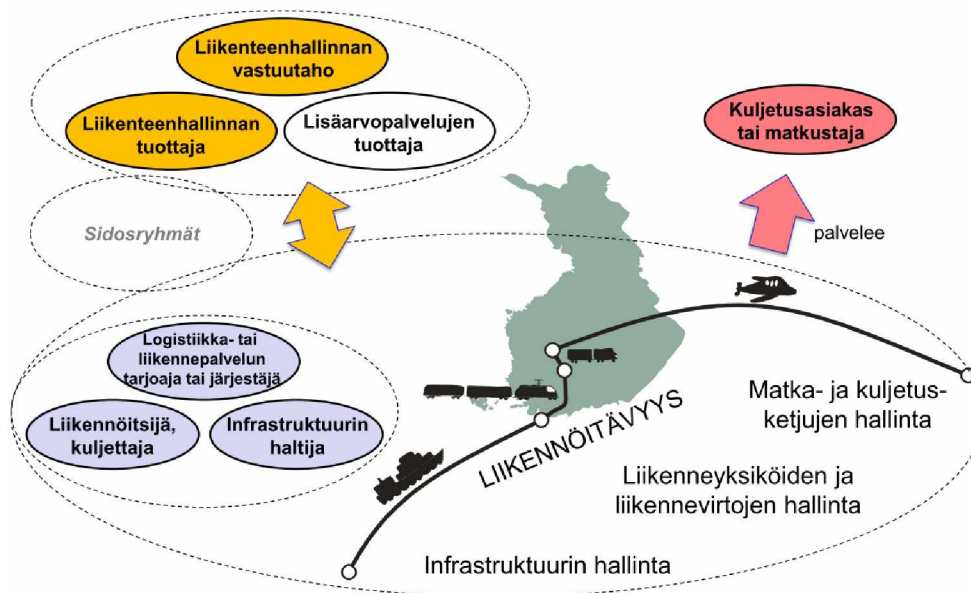 Liikenteenhallinnan
vastuutaho
Liikenteenhallinnan
tuottaja
Lisäarvopalvelujen
tuottaja
Kuljetusasiakas
tai matkustaja
Sidosryhmät
palvelee
Logistiikka- tai
liikennepalvelun
tarjoaja tai järjestäjä
Liikennöitsijä,
kuljettaja
Infrastruktuurin
haltija
LIIKENNÖITÄVYYS
Matka- ja kuljetus-
ketjujen hallinta
Liikenneyksiköiden ja
liikennevirtojen hallinta
Infrastruktuurin hallinta